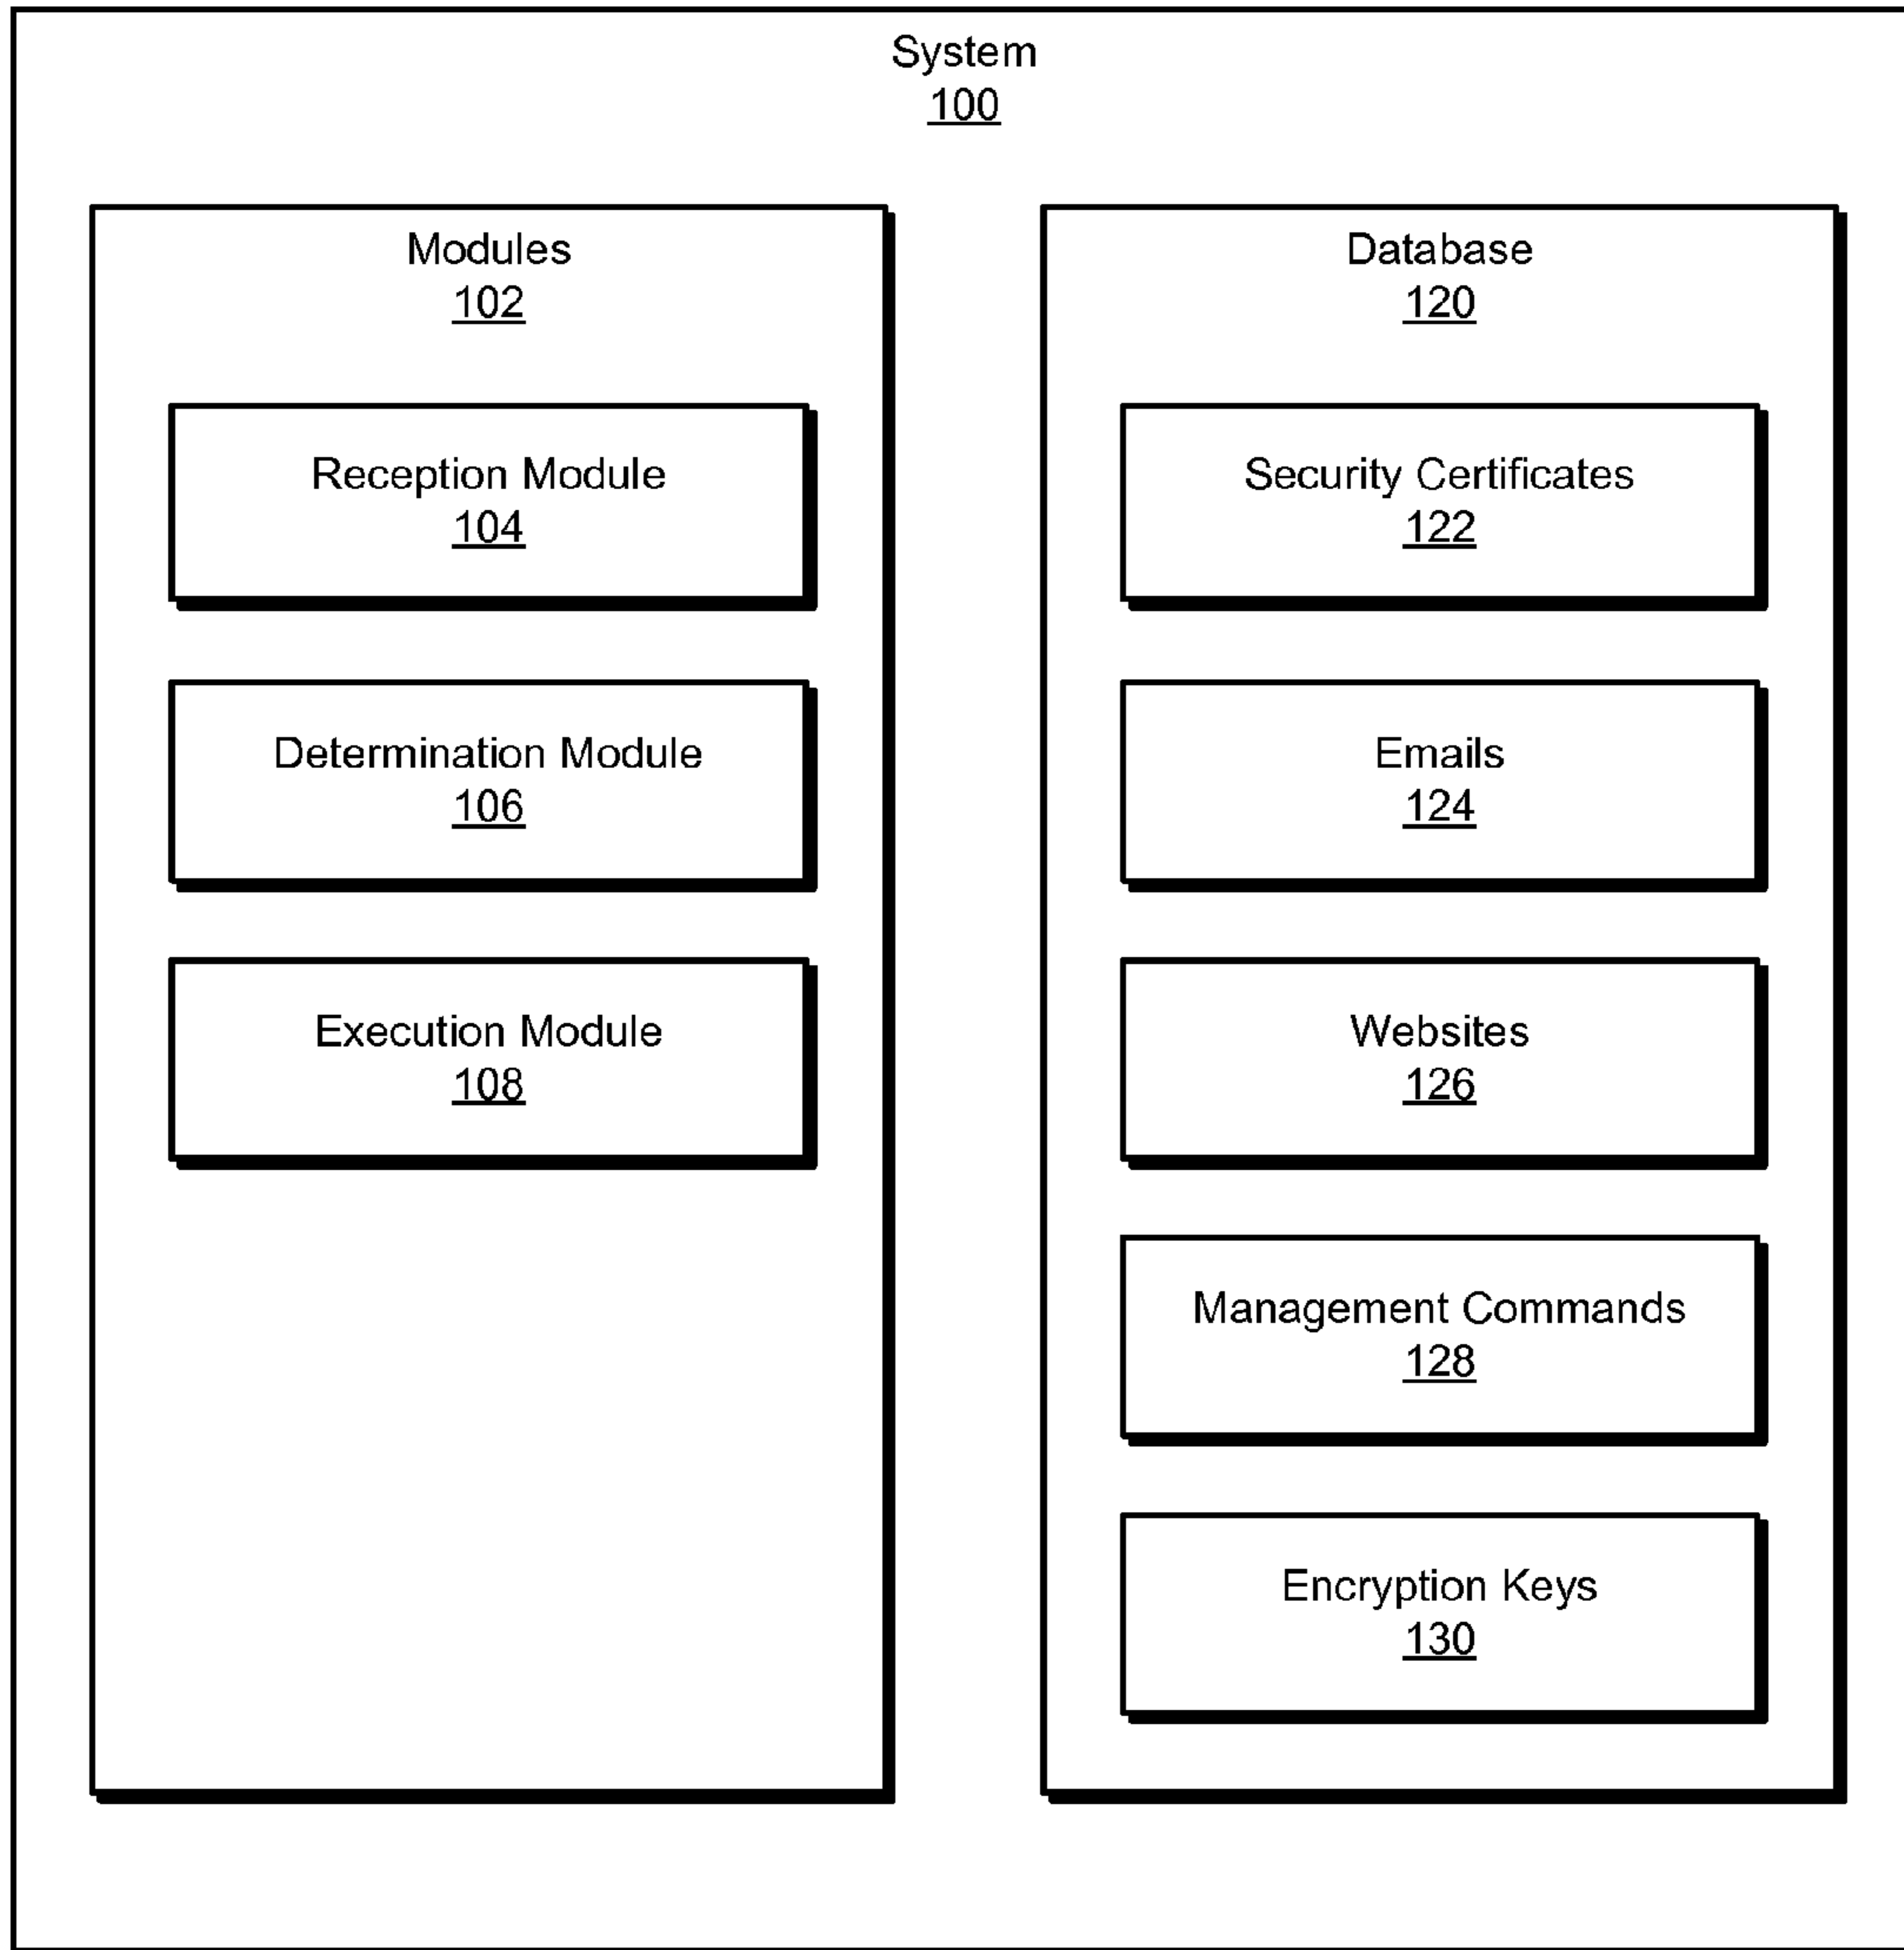 System
100
Modules
102
Reception Module
104
Determination Module
106
Execution Module
108
Database
120
Security Certificates
122
Emails
124
Websites
126
Management Commands
128
Encryption Keys
130